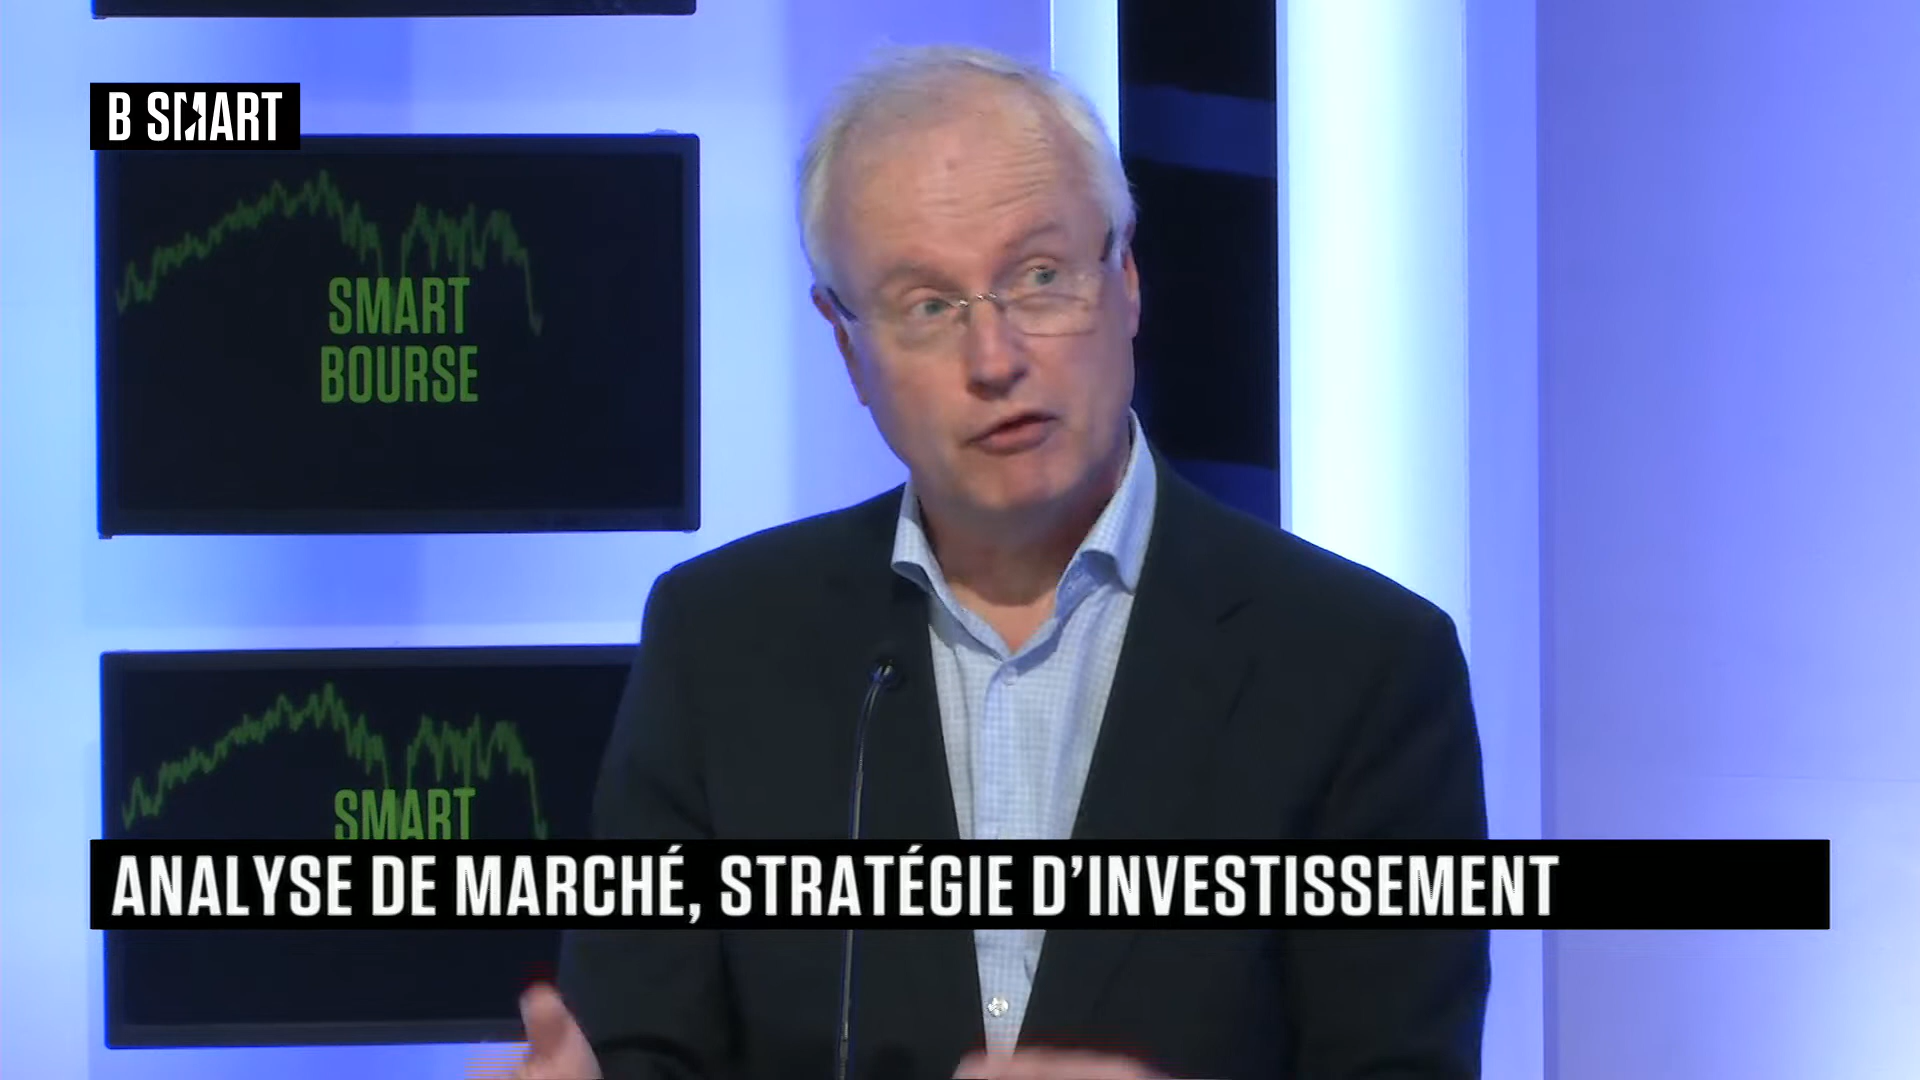 B SMART
SMART
BOURSE
SMART
ANALYSE DE MARCHÉ, STRATÉGIE D’INVESTISSEMENT